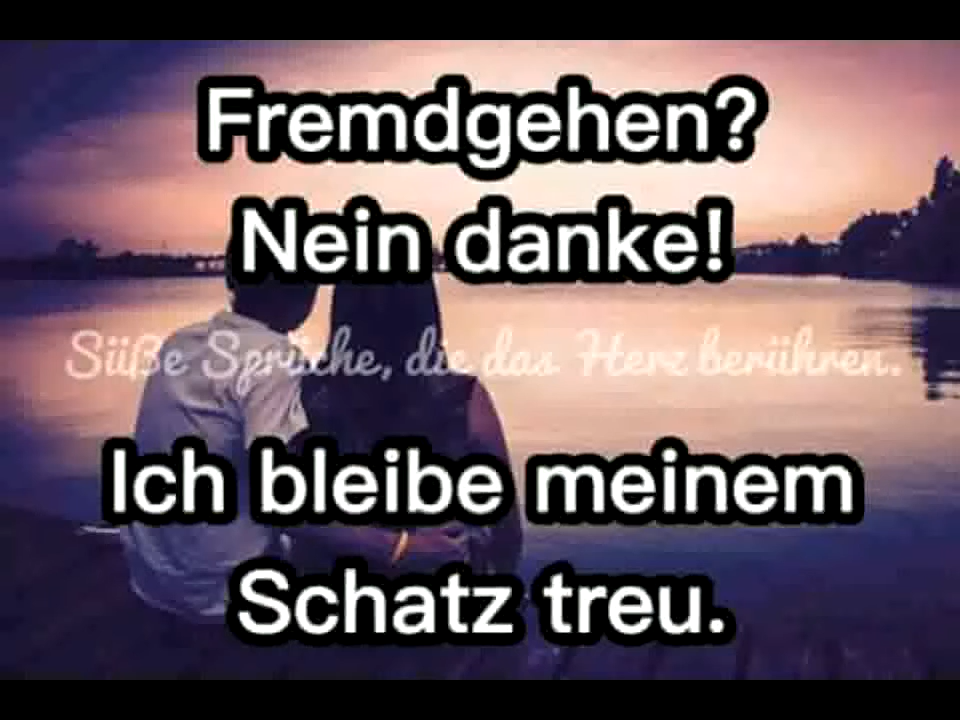 Fremdgehen?
Nein danke!
Süße Sprüche, die das Herz berühren.
Ich bleibe meinem
Schatz treu.